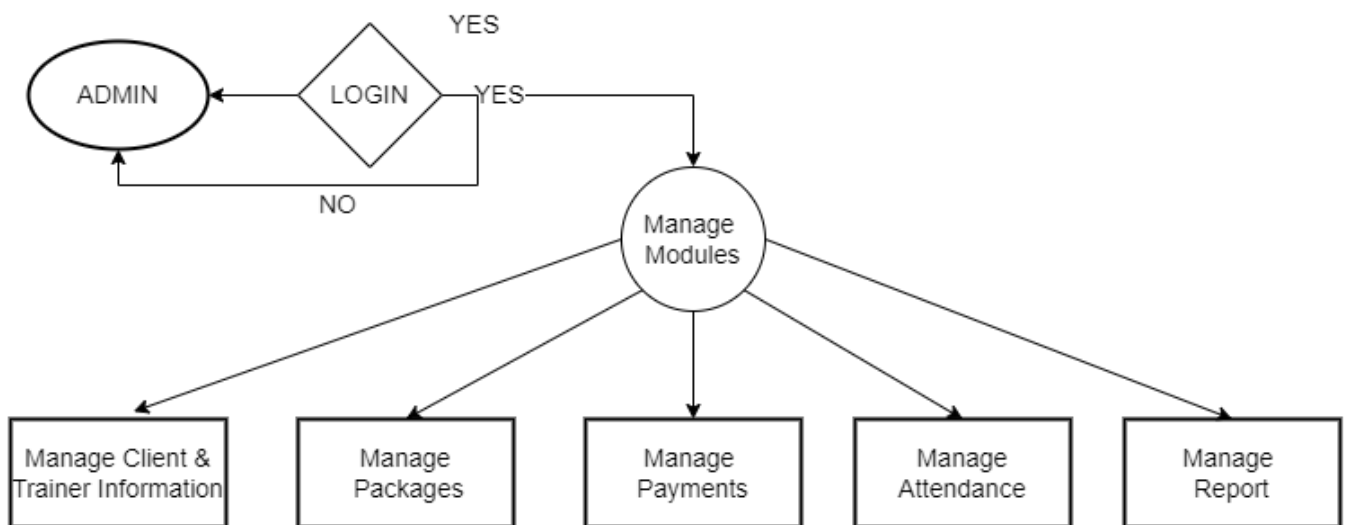 YES
ADMIN
LOGIN
YES
NO
Manage
Modules
Manage Client &
Trainer Information
Manage
Packages
Manage
Payments
Manage
Attendance
Manage
Report